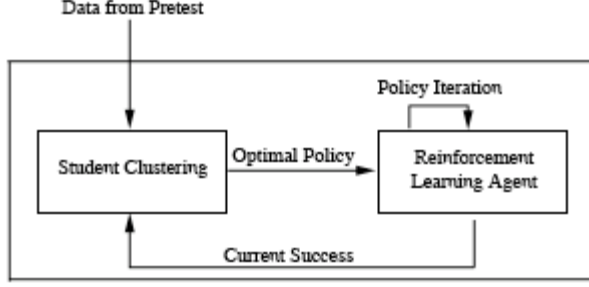 Data from Pretest
Policy Iteration
Student Clustering
Optimal Policy
Reinforcement
Learning Agent
Current Success